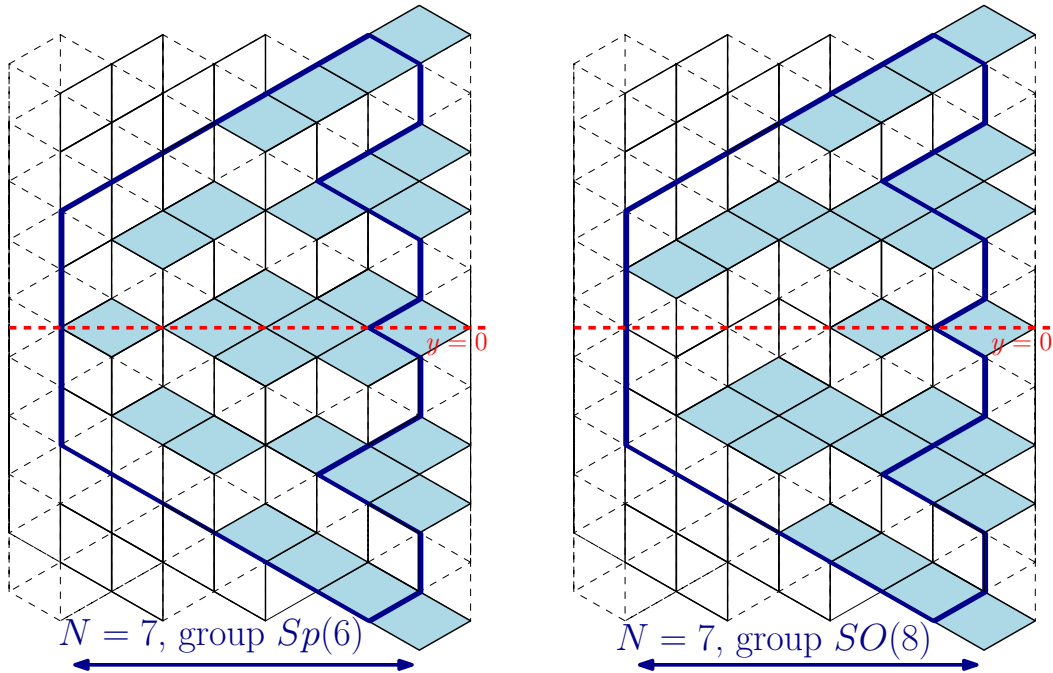 y = 0
y = 0
N = 7, group Sp(6)
N = 7, group SO(8)